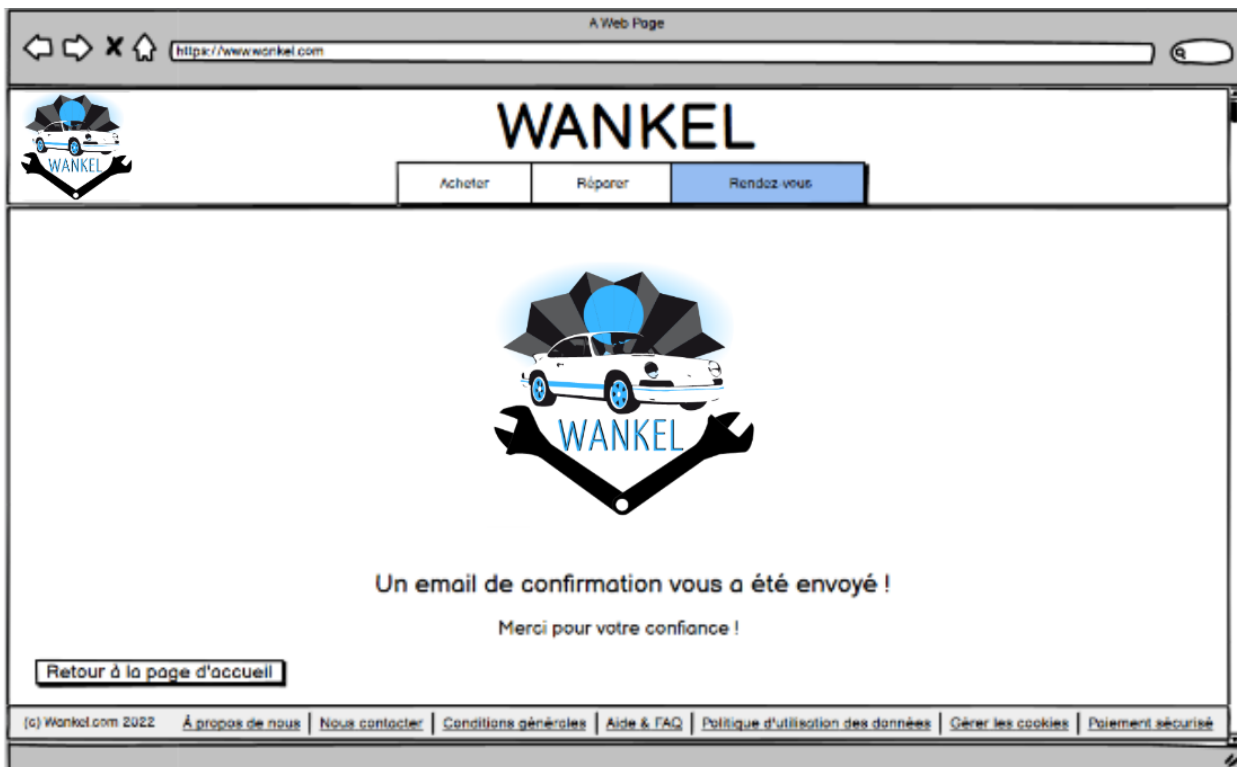 A Web Page
https://www.wankel.com
WANKEL
WANKEL
Acheter Réparer Rendez-vous
WANKEL
Un email de confirmation vous a été envoyé !
Merci pour votre confiance !
Retour à la page d'accueil
(c) Wankel.com 2022 À propos de nous | Nous contacter | Conditions générales | Aide & FAQ | Politique d'utilisation des données | Gérer les cookies | Paiement sécurisé